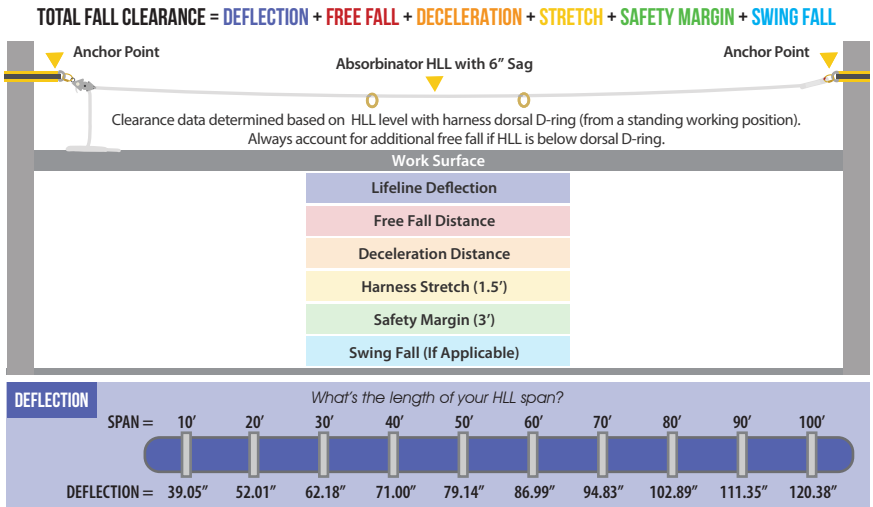 TOTAL FALL CLEARANCE = DEFLECTION + FREE FALL + DECELERATION + STRETCH + SAFETY MARGIN + SWING FALL
Anchor Point
Absorbinator HLL with 6” Sag
Anchor Point
Clearance data determined based on HLL level with harness dorsal D-ring (from a standing working position).
Always account for additional free fall if HLL is below dorsal D-ring.
Work Surface
Lifeline Deflection
Free Fall Distance
Deceleration Distance
Harness Stretch (1.5’)
Safety Margin (3’)
Swing Fall (If Applicable)
DEFLECTION
What’s the length of your HLL span?
SPAN = 10’ 20’ 30’ 40’ 50’ 60’ 70’ 80’ 90’ 100’
DEFLECTION = 39.05” 52.01” 62.18” 71.00” 79.14” 86.99” 94.83” 102.89” 111.35” 120.38”